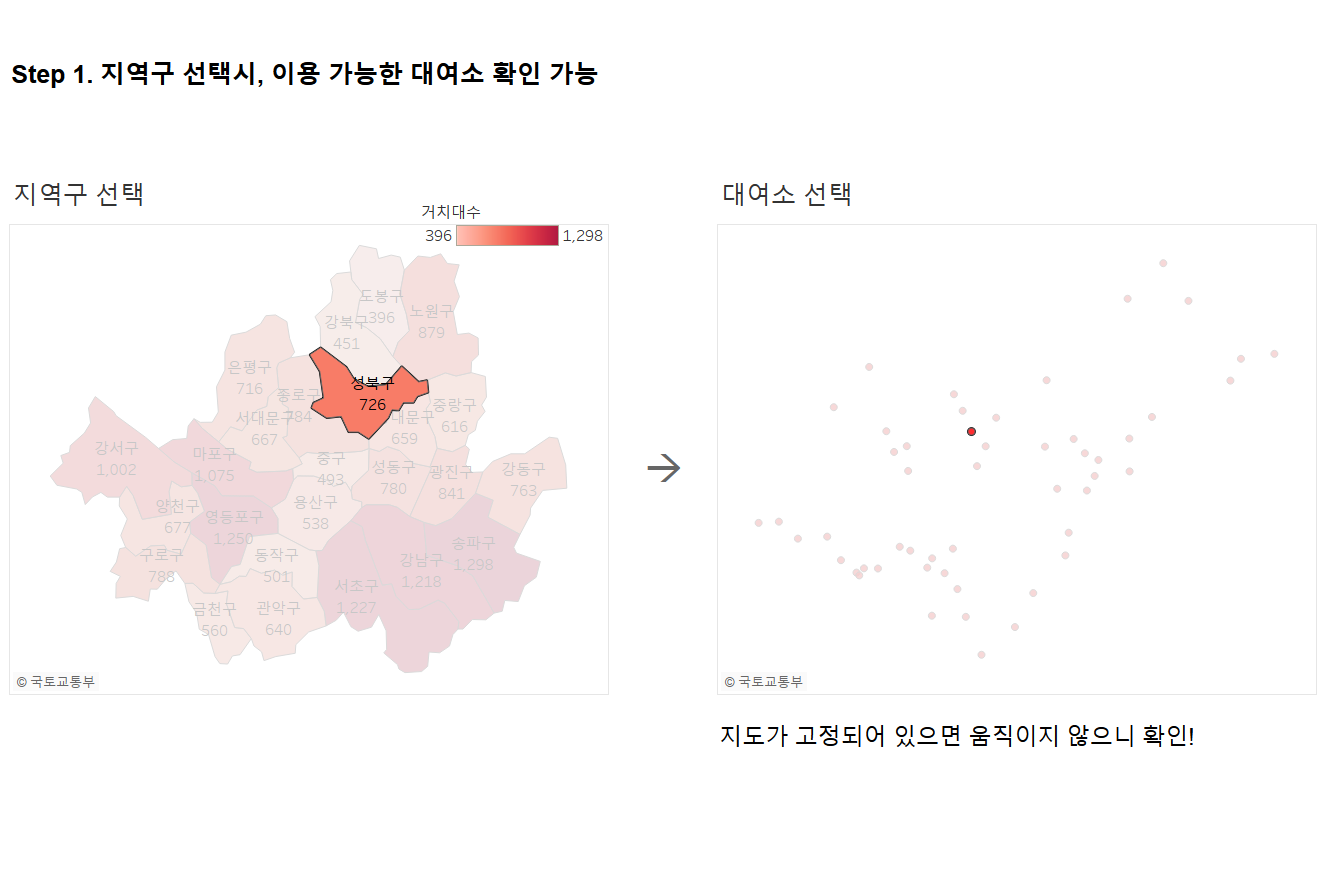 Step 1. 지역구 선택시, 이용 가능한 대여소 확인 가능
지역구 선택
거치대수
396
1,298
도봉구
396
노원구
879
강북구
451
은평구
716
성북구
726
종로구
784
서대문구
667
대문구
659
중랑구
616
강서구
1,002
마포구
1,075
중구
493
성동구
780
광진구
841
강동구
763
양천구
677
영등포구
1,250
용산구
538
구로구
788
동작구
501
서초구
1,227
강남구
1,218
송파구
1,298
금천구
560
관악구
640
© 국토교통부
대여소 선택
© 국토교통부
지도가 고정되어 있으면 움직이지 않으니 확인!